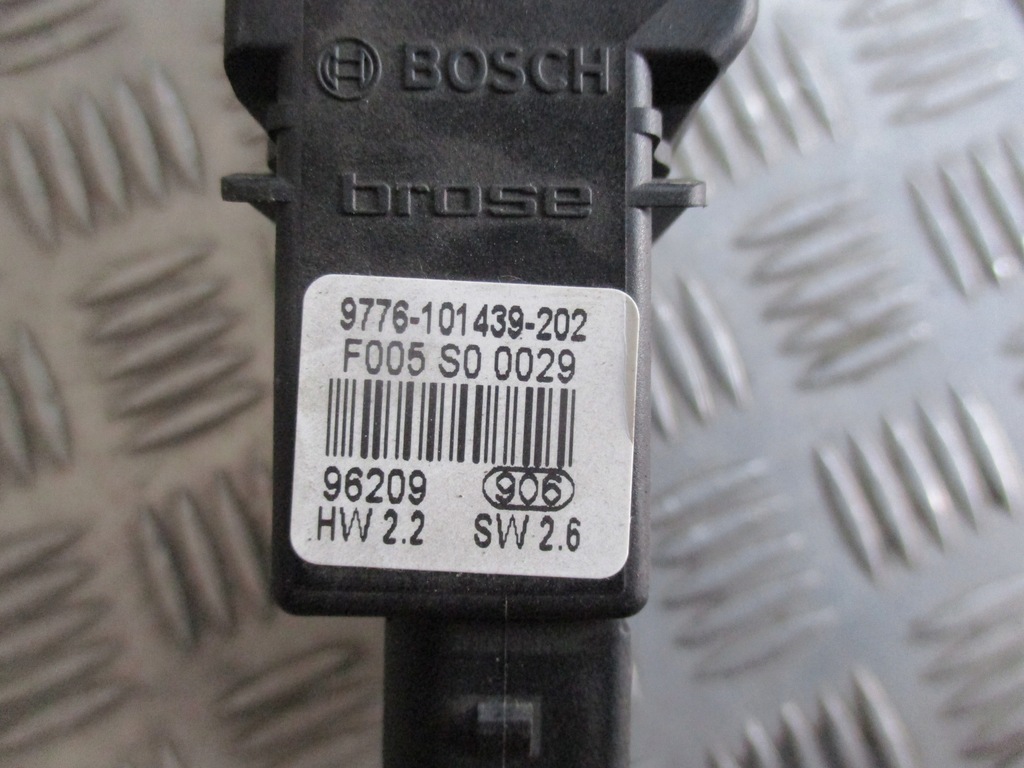 BOSCH
brose
9776-101439-202
F005 S0 0029
96209 906
HW 2.2 SW 2.6